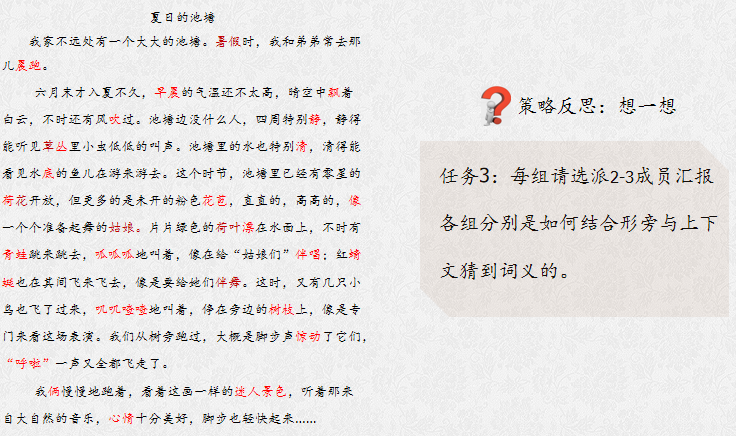 夏日的池塘
我家不远处有一个大大的池塘。暑假时，我和弟弟常去那
儿晨跑。
六月末才入夏不久，早晨的气温还不太高，晴空中飘着
白云，不时还有风吹过。池塘边没什么人，四周特别静，静得
能听见草丛里小虫低低的叫声。池塘里的水也特别清，清得能
看见水底的鱼儿在游来游去。这个时节，池塘里已经有零星的
荷花开放，但更多的是未开的粉色花苞，直直的，高高的，像
一个个准备起舞的姑娘。片片绿色的荷叶漂在水面上，不时有
青蛙跳来跳去，呱呱呱地叫着，像在给“姑娘们”伴唱；红蜻
蜓也在其间飞来飞去，像是要给她们伴舞。这时，又有几只小
鸟也飞了过来，叽叽喳喳地叫着，停在旁边的树枝上，像是专
门来看这场表演。我们从树旁跑过，大概是脚步声惊动了它们，
“呼啦”一声又全都飞走了。
我俩慢慢地跑着，看着这画一样的迷人景色，听着那来
自大自然的音乐，心情十分美好，脚步也轻快起来……
策略反思：想一想
任务3：每组请选派2-3成员汇报
各组分别是如何结合形旁与上下
文猜到词义的。